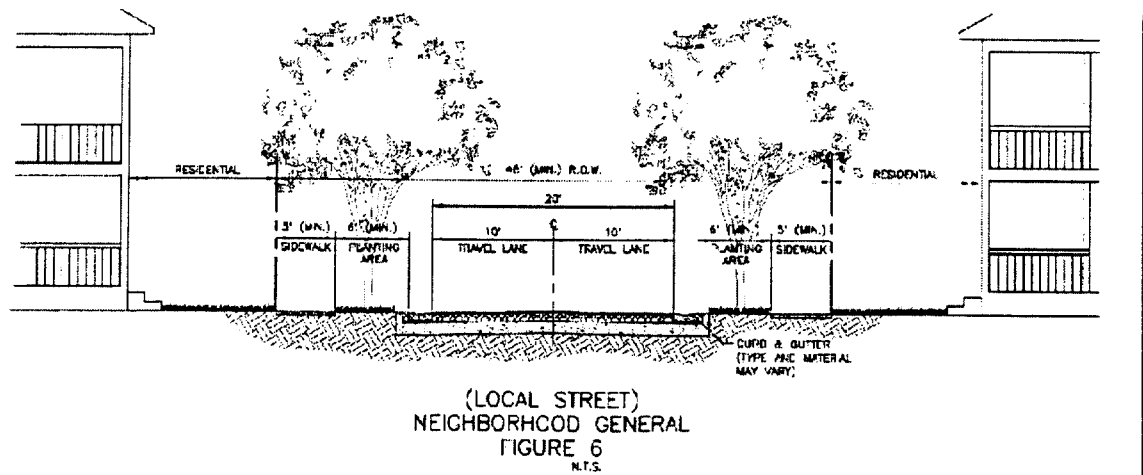 RESIDENTIAL
46' (MIN.) R.O.W.
RESIDENTIAL
20'
5' (MIN.)
6' (MIN.)
10'
10'
6' (MIN.)
5' (MIN.)
SIDEWALK
PLANTING
AREA
TRAVEL LANE
TRAVEL LANE
PLANTING
AREA
SIDEWALK
CURB & GUTTER
(TYPE AND MATERIAL
MAY VARY)
(LOCAL STREET)
NEIGHBORHOOD GENERAL
FIGURE 6
N.T.S.